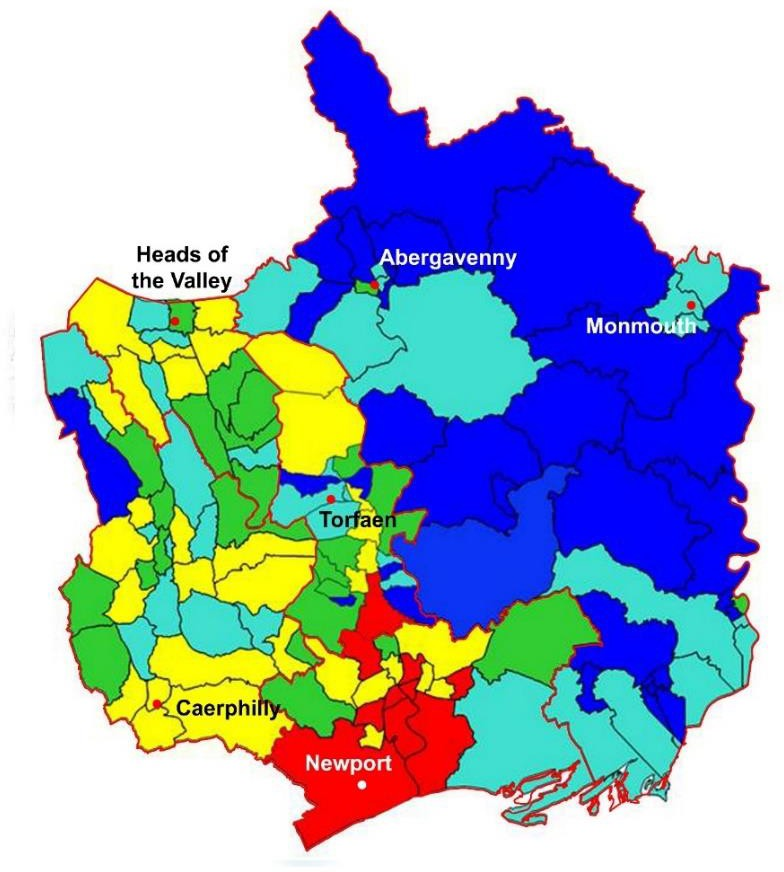 Heads of
the Valley
Abergavenny
Monmouth
Torfaen
Caerphilly
Newport